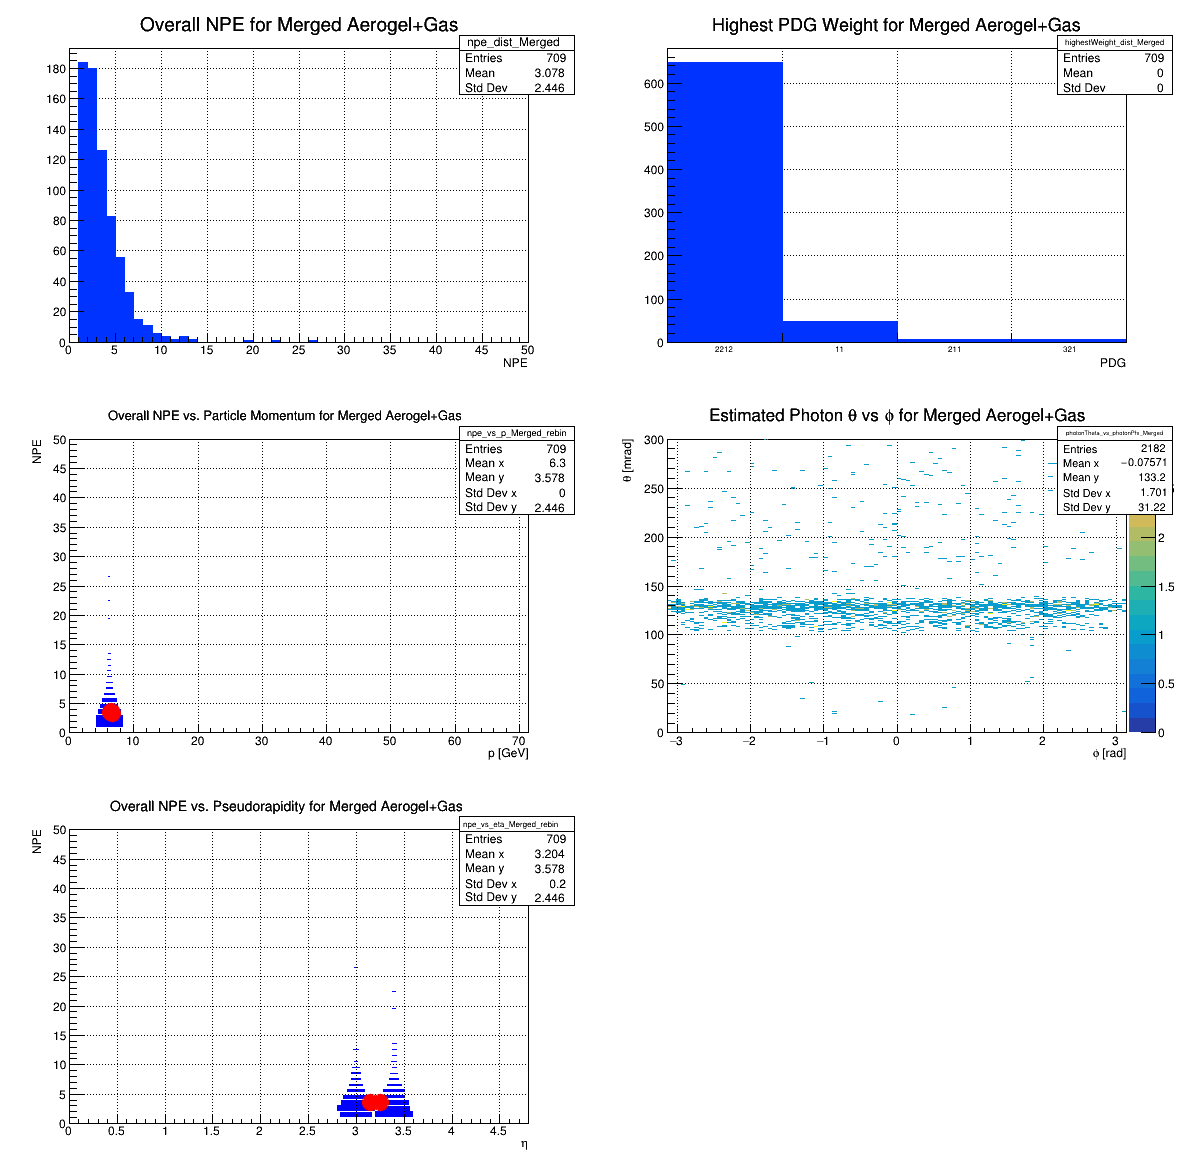 Overall NPE for Merged Aerogel+Gas
npe_dist_Merged
Entries 709
Mean 3.078
Std Dev 2.446
180
160
140
120
100
80
60
40
20
0
0 5 10 15 20 25 30 35 40 45 50
NPE
Highest PDG Weight for Merged Aerogel+Gas
highestWeight_dist_Merged
Entries 709
Mean 0
Std Dev 0
600
500
400
300
200
100
0
2212 11 211 321
PDG
Overall NPE vs. Particle Momentum for Merged Aerogel+Gas
npe_vs_p_Merged_rebin
Entries 709
Mean x 6.3
Mean y 3.578
Std Dev x 0
Std Dev y 2.446
NPE
50
45
40
35
30
25
20
15
10
5
0
0 10 20 30 40 50 60 70
p [GeV]
Estimated Photon θ vs ϕ for Merged Aerogel+Gas
photonTheta_vs_photonPhi_Merged
Entries 2182
Mean x −0.07571
Mean y 133.2
Std Dev x 1.701
Std Dev y 31.22
θ [mrad]
300
250
200
150
100
50
0
−3 −2 −1 0 1 2 3
ϕ [rad]
2
1.5
1
0.5
0
Overall NPE vs. Pseudorapidity for Merged Aerogel+Gas
npe_vs_eta_Merged_rebin
Entries 709
Mean x 3.204
Mean y 3.578
Std Dev x 0.2
Std Dev y 2.446
NPE
50
45
40
35
30
25
20
15
10
5
0
0 0.5 1 1.5 2 2.5 3 3.5 4 4.5
η